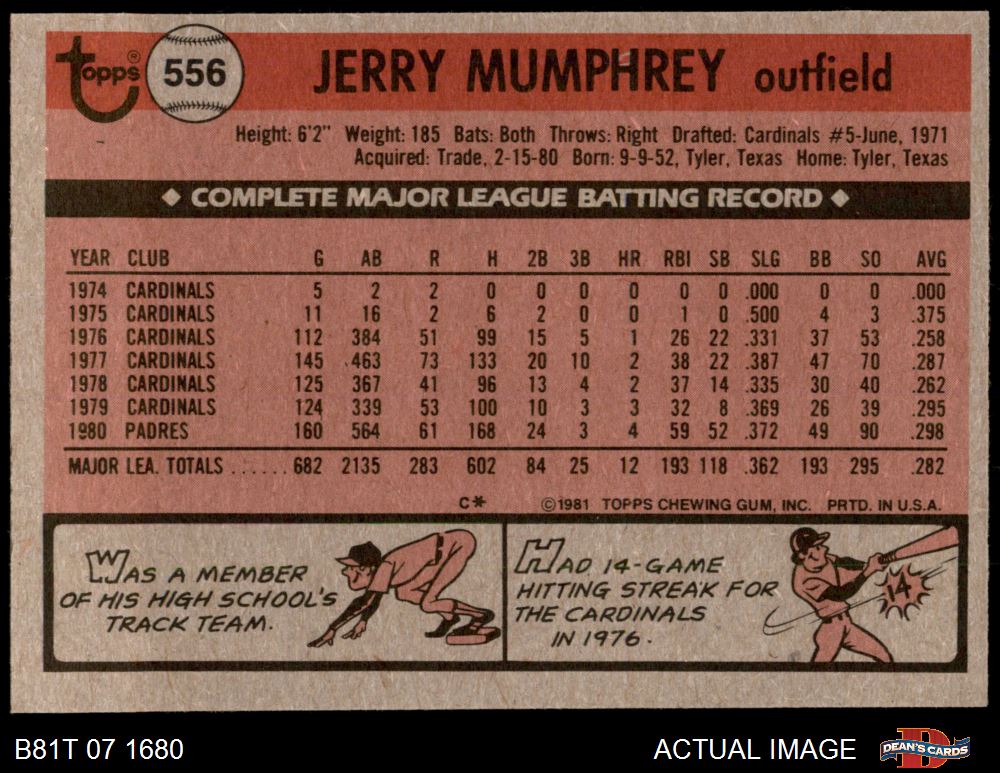 Topps® 556 JERRY MUMPHREY outfield
Height: 6'2" Weight: 185 Bats: Both Throws: Right Drafted: Cardinals #5-June, 1971
Acquired: Trade, 2-15-80 Born: 9-9-52, Tyler, Texas Home: Tyler, Texas
◆ COMPLETE MAJOR LEAGUE BATTING RECORD ◆
YEAR CLUB G AB R H 2B 3B HR RBI SB SLG BB SO AVG
1974 CARDINALS 5 2 2 0 0 0 0 0 0 .000 0 0 .000
1975 CARDINALS 11 16 2 6 2 0 0 1 0 .500 4 3 .375
1976 CARDINALS 112 384 51 99 15 5 1 26 22 .331 37 53 .258
1977 CARDINALS 145 463 73 133 20 10 2 38 22 .387 47 70 .287
1978 CARDINALS 125 367 41 96 13 4 2 37 14 .335 30 40 .262
1979 CARDINALS 124 339 53 100 10 3 3 32 8 .369 26 39 .295
1980 PADRES 160 564 61 168 24 3 4 59 52 .372 49 90 .298
MAJOR LEA. TOTALS ...... 682 2135 283 602 84 25 12 193 118 .362 193 295 .282
C* ©1981 TOPPS CHEWING GUM, INC. PRTD. IN U.S.A.
WAS A MEMBER
OF HIS HIGH SCHOOL'S
TRACK TEAM.
HAD 14-GAME
HITTING STREAK FOR
THE CARDINALS
IN 1976.
14
B81T 07 1680 ACTUAL IMAGE DEAN'S CARDS